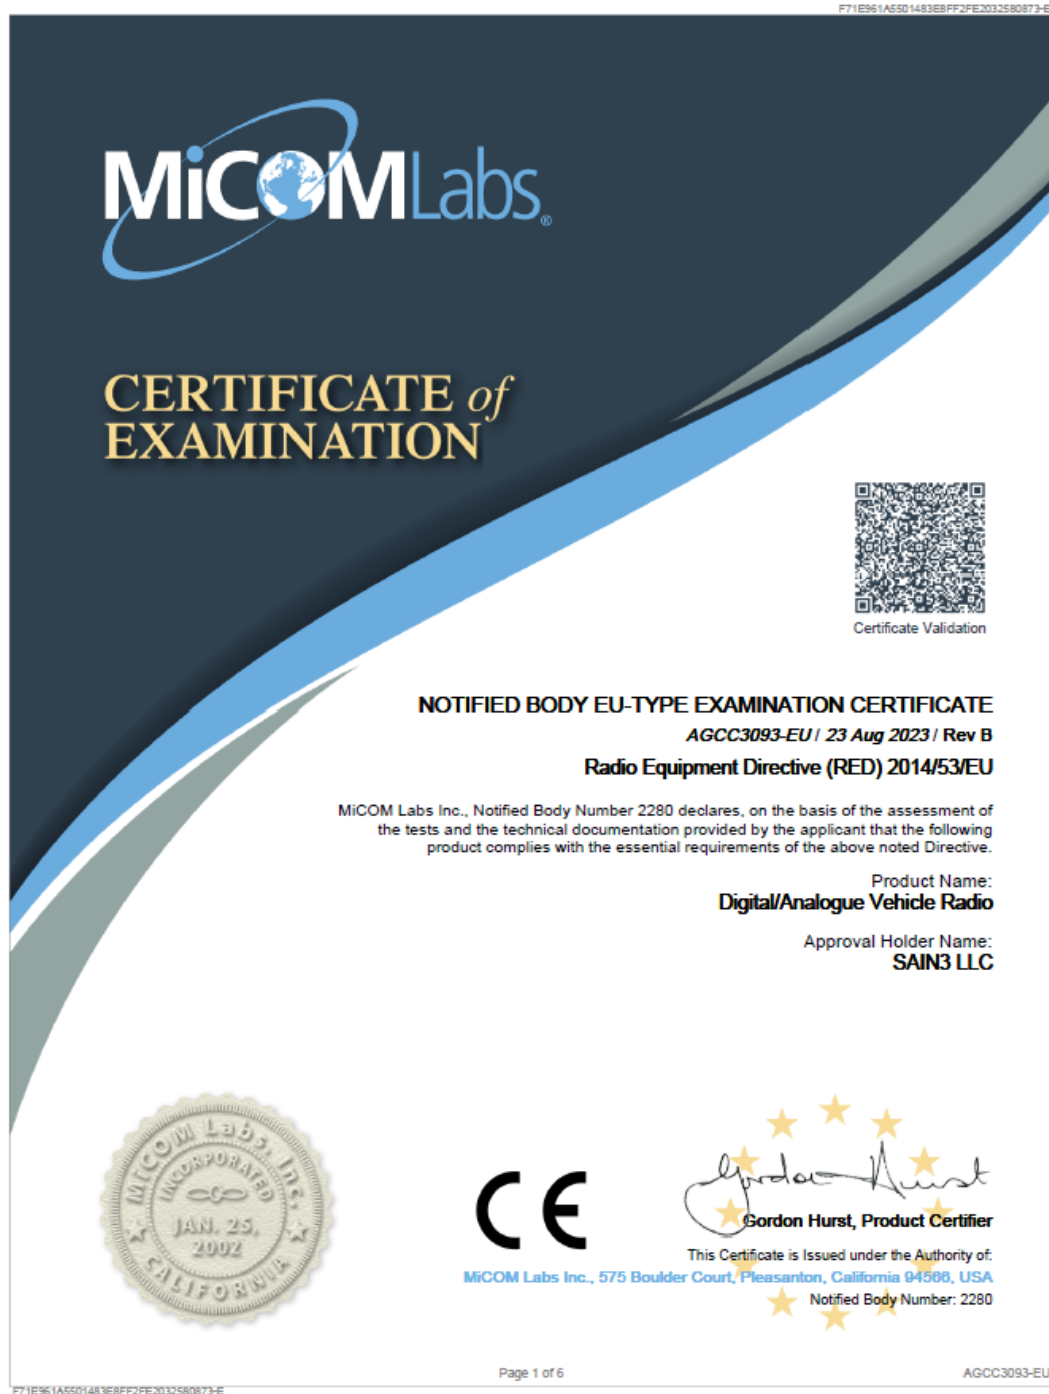 F71E961A5501483E8FF2FE2032580873-E
MiCOMLabs®
CERTIFICATE of
EXAMINATION
Certificate Validation
NOTIFIED BODY EU-TYPE EXAMINATION CERTIFICATE
AGCC3093-EU / 23 Aug 2023 / Rev B
Radio Equipment Directive (RED) 2014/53/EU
MiCOM Labs Inc., Notified Body Number 2280 declares, on the basis of the assessment of
the tests and the technical documentation provided by the applicant that the following
product complies with the essential requirements of the above noted Directive.
Product Name:
Digital/Analogue Vehicle Radio
Approval Holder Name:
SAIN3 LLC
MiCOM Labs, Inc.
INCORPORATED
JAN. 25,
2002
CALIFORNIA
CE
Gordon Hurst
Gordon Hurst, Product Certifier
This Certificate is Issued under the Authority of:
MiCOM Labs Inc., 575 Boulder Court, Pleasanton, California 94566, USA
Notified Body Number: 2280
Page 1 of 6
AGCC3093-EU
F71E961A5501483E8FF2FE2032580873-E